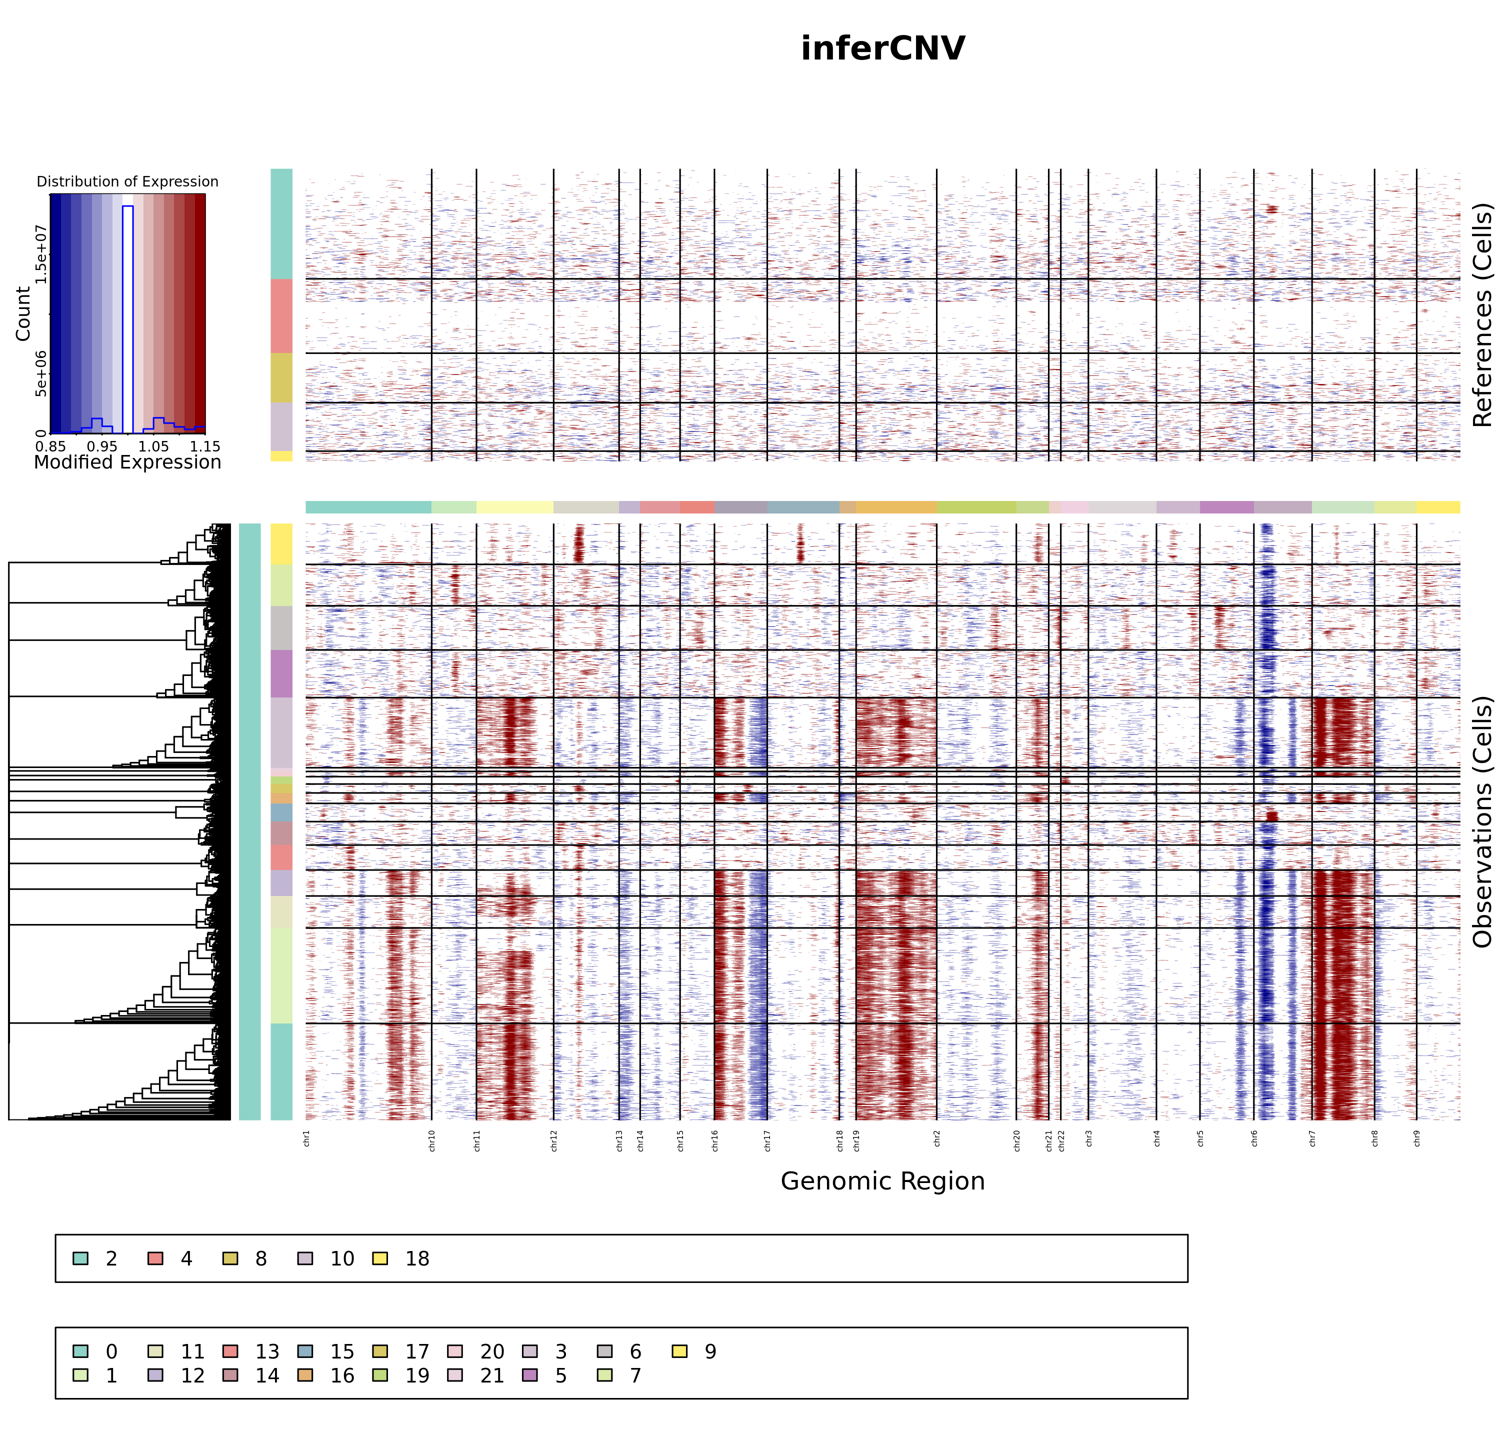 inferCNV
Distribution of Expression
Count
0 5e+06 1.5e+07
0.85 0.95 1.05 1.15
Modified Expression
References (Cells)
Observations (Cells)
chr1 chr10 chr11 chr12 chr13 chr14 chr15 chr16 chr17 chr18 chr19 chr2 chr20 chr21 chr22 chr3 chr4 chr5 chr6 chr7 chr8 chr9
Genomic Region
2 4 8 10 18
0 11 13 15 17 20 3 6 9
1 12 14 16 19 21 5 7